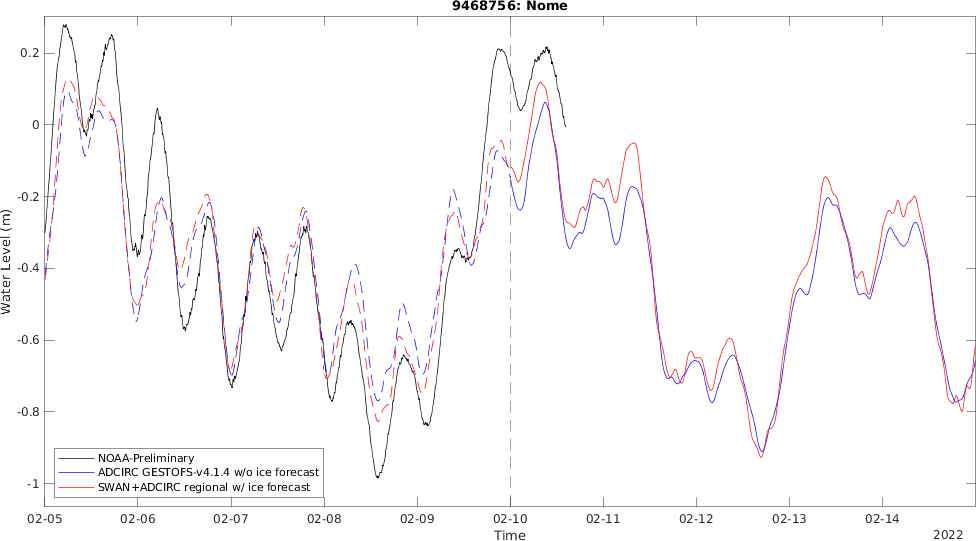 9468756: Nome
Water Level (m)
0.2
0
-0.2
-0.4
-0.6
-0.8
-1
NOAA-Preliminary
ADCIRC GESTOFS-v4.1.4 w/o ice forecast
SWAN+ADCIRC regional w/ ice forecast
02-05 02-06 02-07 02-08 02-09 02-10 02-11 02-12 02-13 02-14
Time
2022